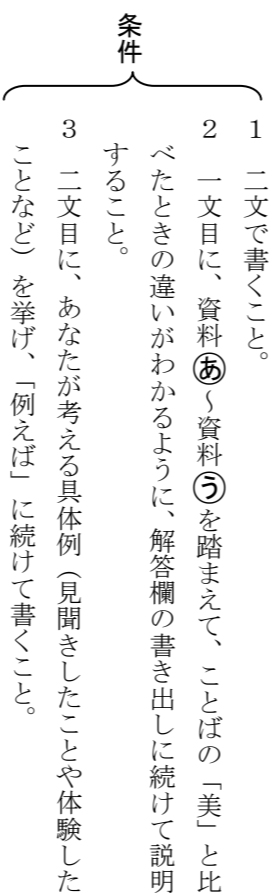 条件
1 二文で書くこと。
2 一文目に、資料あ～資料うを踏まえて、ことばの「美」と比
べたときの違いがわかるように、解答欄の書き出しに続けて説明
すること。
3 二文目に、あなたが考える具体例（見聞きしたことや体験した
ことなど）を挙げ、「例えば」に続けて書くこと。